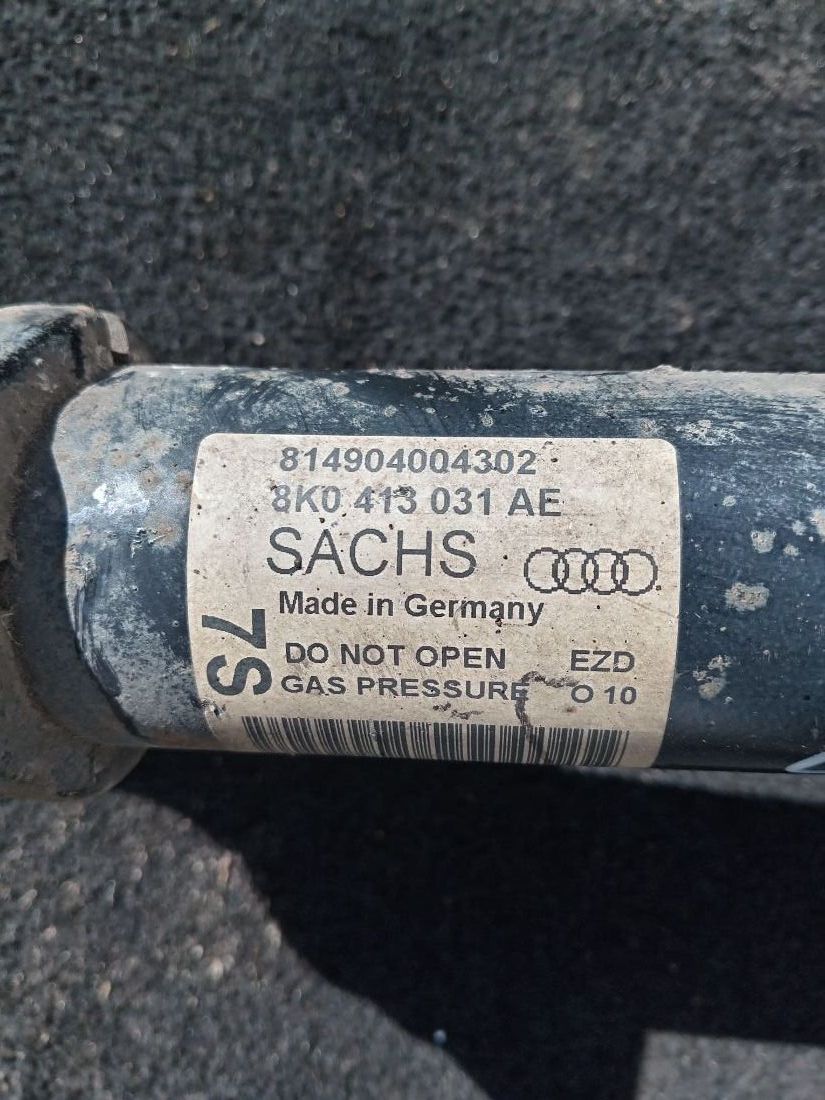 814904004302
8K0 413 031 AE
SACHS
Made in Germany
7S
DO NOT OPEN EZD
GAS PRESSURE O 10